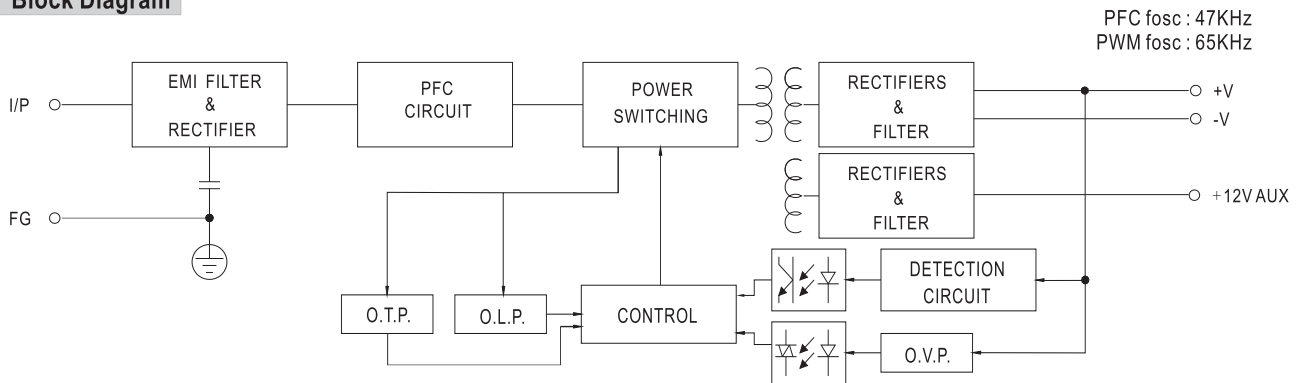 Block Diagram
PFC fosc : 47KHz
PWM fosc : 65KHz
I/P
EMI FILTER
&
RECTIFIER
PFC
CIRCUIT
POWER
SWITCHING
RECTIFIERS
&
FILTER
+V
-V
RECTIFIERS
&
FILTER
+12V AUX
FG
DETECTION
CIRCUIT
O.T.P.
O.L.P.
CONTROL
O.V.P.